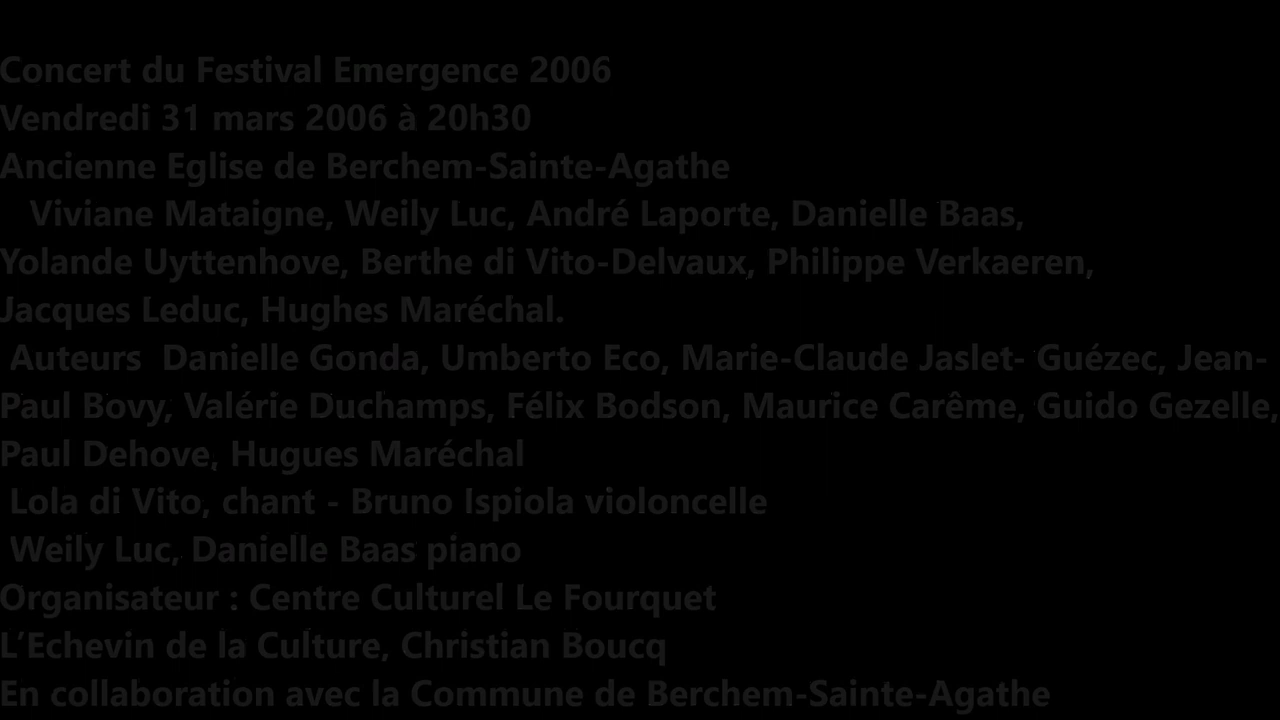 Concert du Festival Emergence 2006
Vendredi 31 mars 2006 à 20h30
Ancienne Eglise de Berchem-Sainte-Agathe
Viviane Mataigne, Weily Luc, André Laporte, Danielle Baas,
Yolande Uyttenhove, Berthe di Vito-Delvaux, Philippe Verkaeren,
Jacques Leduc, Hughes Maréchal.
Auteurs  Danielle Gonda, Umberto Eco, Marie-Claude Jaslet- Guézec, Jean-
Paul Bovy, Valérie Duchamps, Félix Bodson, Maurice Carême, Guido Gezelle,
Paul Dehove, Hugues Maréchal
Lola di Vito, chant - Bruno Ispiola violoncelle
Weily Luc, Danielle Baas piano
Organisateur : Centre Culturel Le Fourquet
L’Echevin de la Culture, Christian Boucq
En collaboration avec la Commune de Berchem-Sainte-Agathe